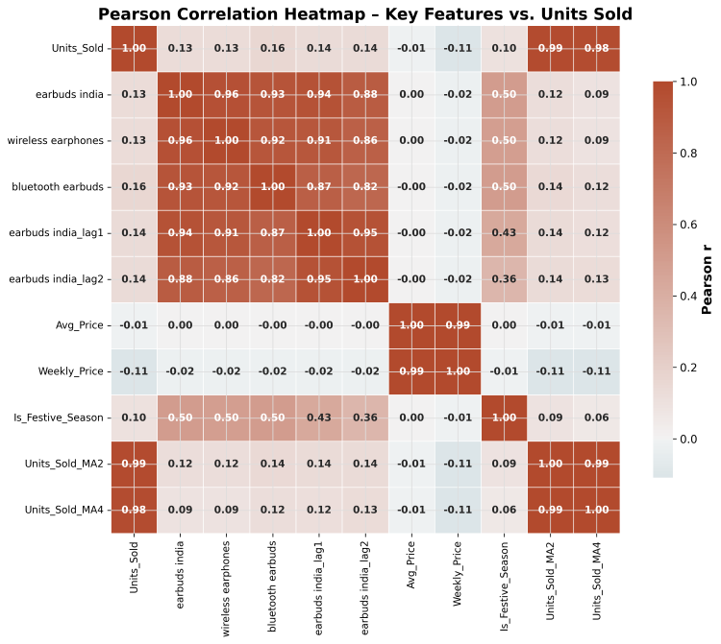 Pearson Correlation Heatmap – Key Features vs. Units Sold
Units_Sold 1.00 0.13 0.13 0.16 0.14 0.14 -0.01 -0.11 0.10 0.99 0.98
earbuds india 0.13 1.00 0.96 0.93 0.94 0.88 0.00 -0.02 0.50 0.12 0.09
wireless earphones 0.13 0.96 1.00 0.92 0.91 0.86 0.00 -0.02 0.50 0.12 0.09
bluetooth earbuds 0.16 0.93 0.92 1.00 0.87 0.82 -0.00 -0.02 0.50 0.14 0.12
earbuds india_lag1 0.14 0.94 0.91 0.87 1.00 0.95 -0.00 -0.02 0.43 0.14 0.12
earbuds india_lag2 0.14 0.88 0.86 0.82 0.95 1.00 -0.00 -0.02 0.36 0.14 0.13
Avg_Price -0.01 0.00 0.00 -0.00 -0.00 -0.00 1.00 0.99 0.00 -0.01 -0.01
Weekly_Price -0.11 -0.02 -0.02 -0.02 -0.02 -0.02 0.99 1.00 -0.01 -0.11 -0.11
Is_Festive_Season 0.10 0.50 0.50 0.50 0.43 0.36 0.00 -0.01 1.00 0.09 0.06
Units_Sold_MA2 0.99 0.12 0.12 0.14 0.14 0.14 -0.01 -0.11 0.09 1.00 0.99
Units_Sold_MA4 0.98 0.09 0.09 0.12 0.12 0.13 -0.01 -0.11 0.06 0.99 1.00
Units_Sold
earbuds india
wireless earphones
bluetooth earbuds
earbuds india_lag1
earbuds india_lag2
Avg_Price
Weekly_Price
Is_Festive_Season
Units_Sold_MA2
Units_Sold_MA4
1.0
0.8
0.6
0.4
0.2
0.0
Pearson r